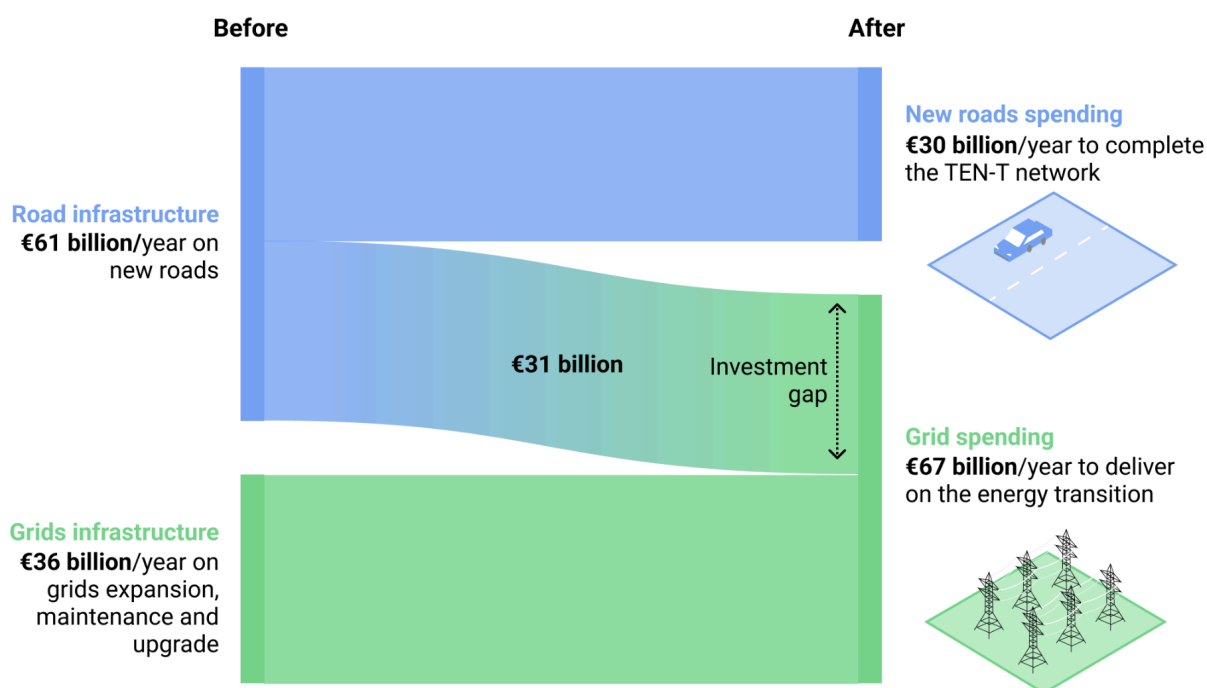 Before
After
Road infrastructure
€61 billion/year on
new roads
Grids infrastructure
€36 billion/year on
grids expansion,
maintenance and
upgrade
€31 billion
Investment
gap
New roads spending
€30 billion/year to complete
the TEN-T network
Grid spending
€67 billion/year to deliver
on the energy transition